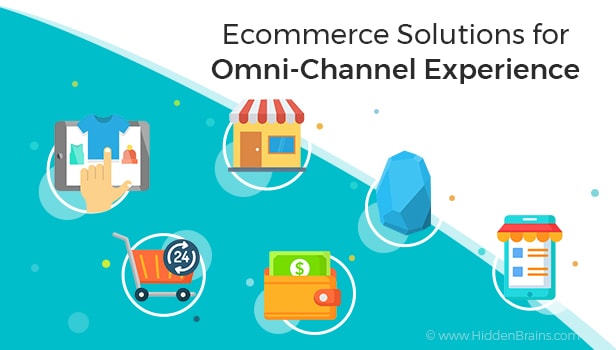 Ecommerce Solutions for
Omni-Channel Experience
24
$
© www.HiddenBrains.com